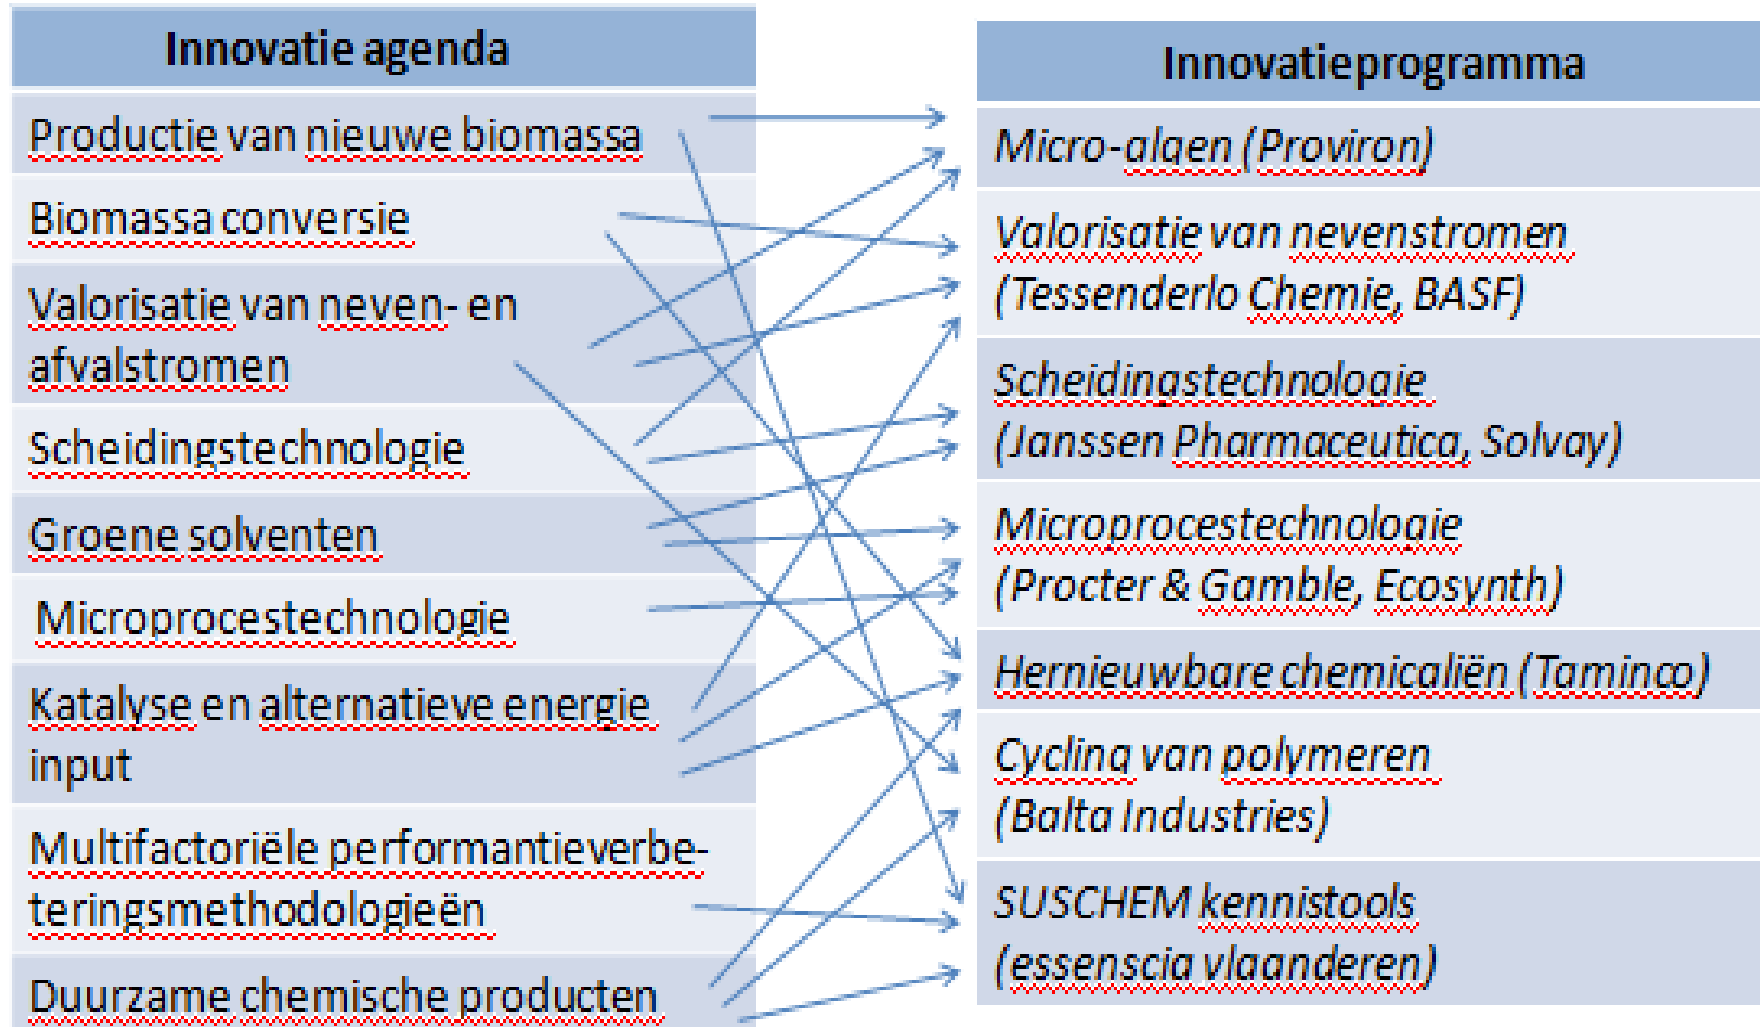 Innovatie agenda
Productie van nieuwe biomassa
Biomassa conversie
Valorisatie van neven- en
afvalstromen
Scheidingstechnologie
Groene solventen
Microprocestechnologie
Katalyse en alternatieve energie
input
Multifactoriële performantieverbe-
teringsmethodologieën
Duurzame chemische producten
Innovatieprogramma
Micro-algen (Proviron)
Valorisatie van nevenstromen
(Tessenderlo Chemie, BASF)
Scheidingstechnologie
(Janssen Pharmaceutica, Solvay)
Microprocestechnologie
(Procter & Gamble, Ecosynth)
Hernieuwbare chemicaliën (Taminco)
Cycling van polymeren
(Balta Industries)
SUSCHEM kennistools
(essenscia vlaanderen)